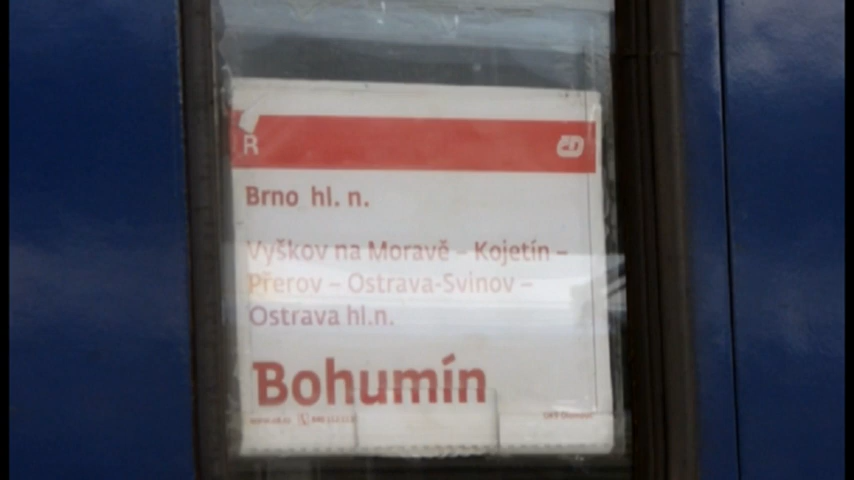 R ČD
Brno hl. n.
Vyškov na Moravě – Kojetín –
Přerov – Ostrava-Svinov –
Ostrava hl.n.
Bohumín